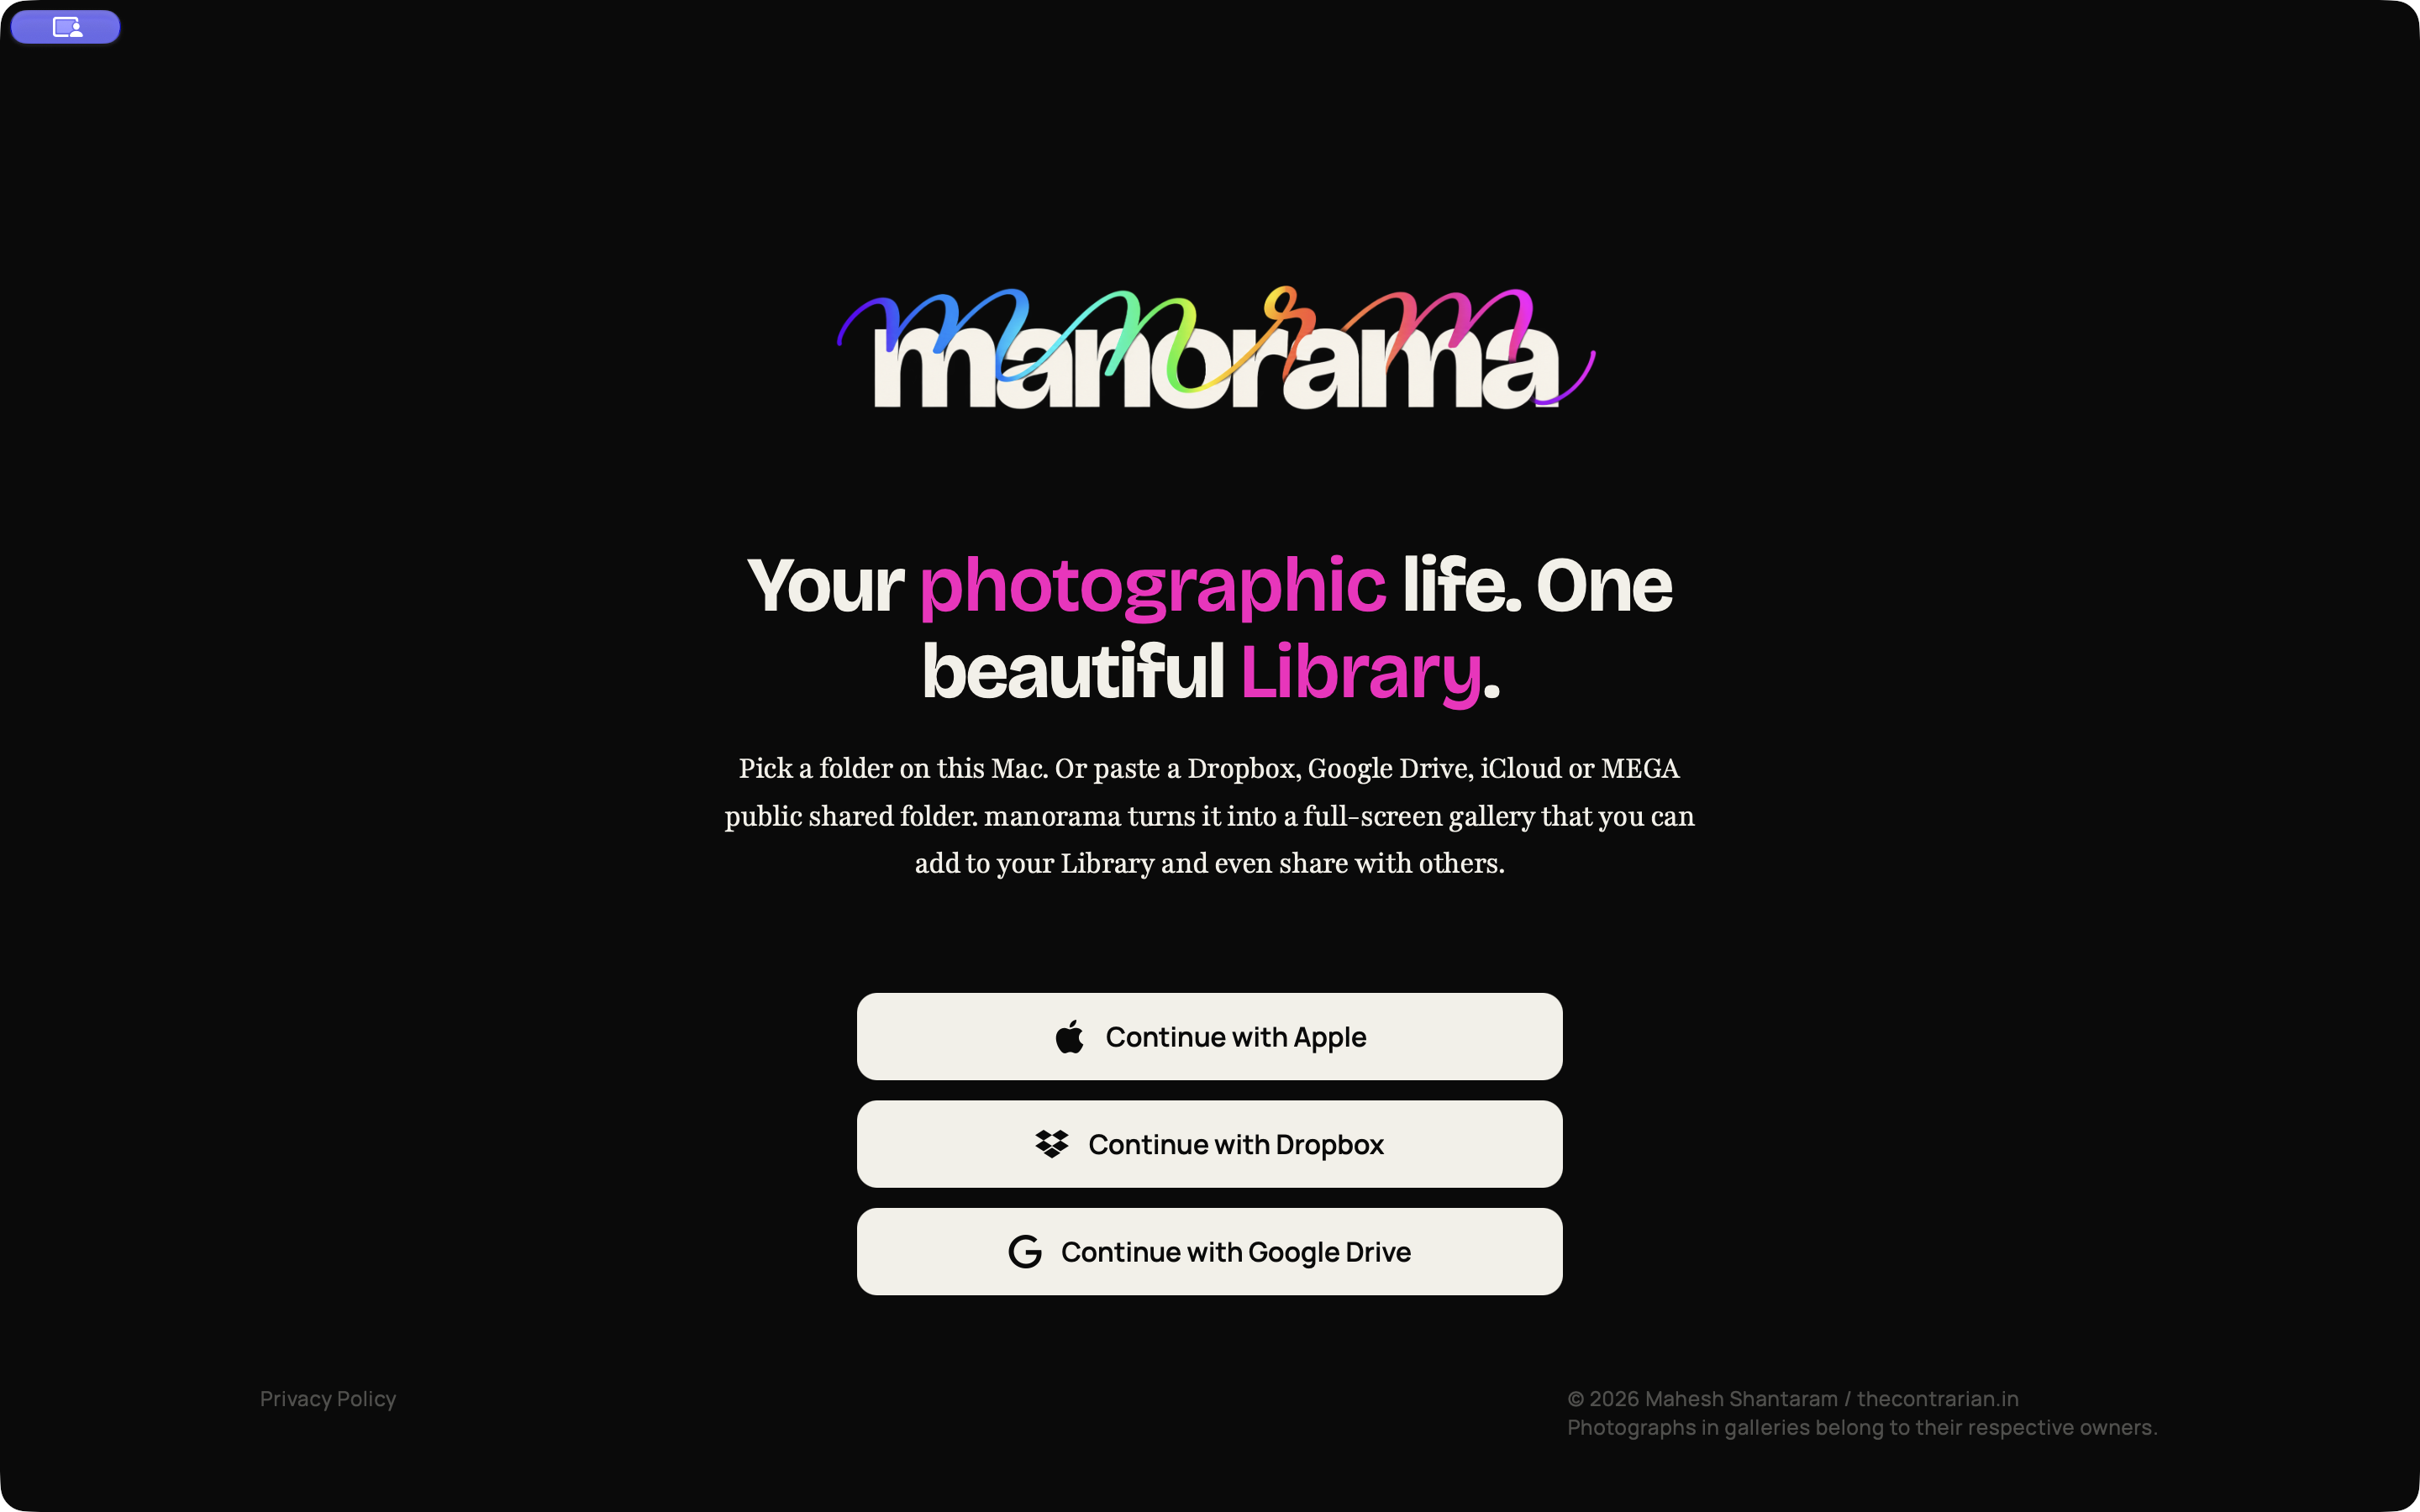 manorama
Your photographic life. One
beautiful Library.
Pick a folder on this Mac. Or paste a Dropbox, Google Drive, iCloud or MEGA
public shared folder. manorama turns it into a full-screen gallery that you can
add to your Library and even share with others.
Continue with Apple
Continue with Dropbox
Continue with Google Drive
Privacy Policy
© 2026 Mahesh Shantaram / thecontrarian.in
Photographs in galleries belong to their respective owners.